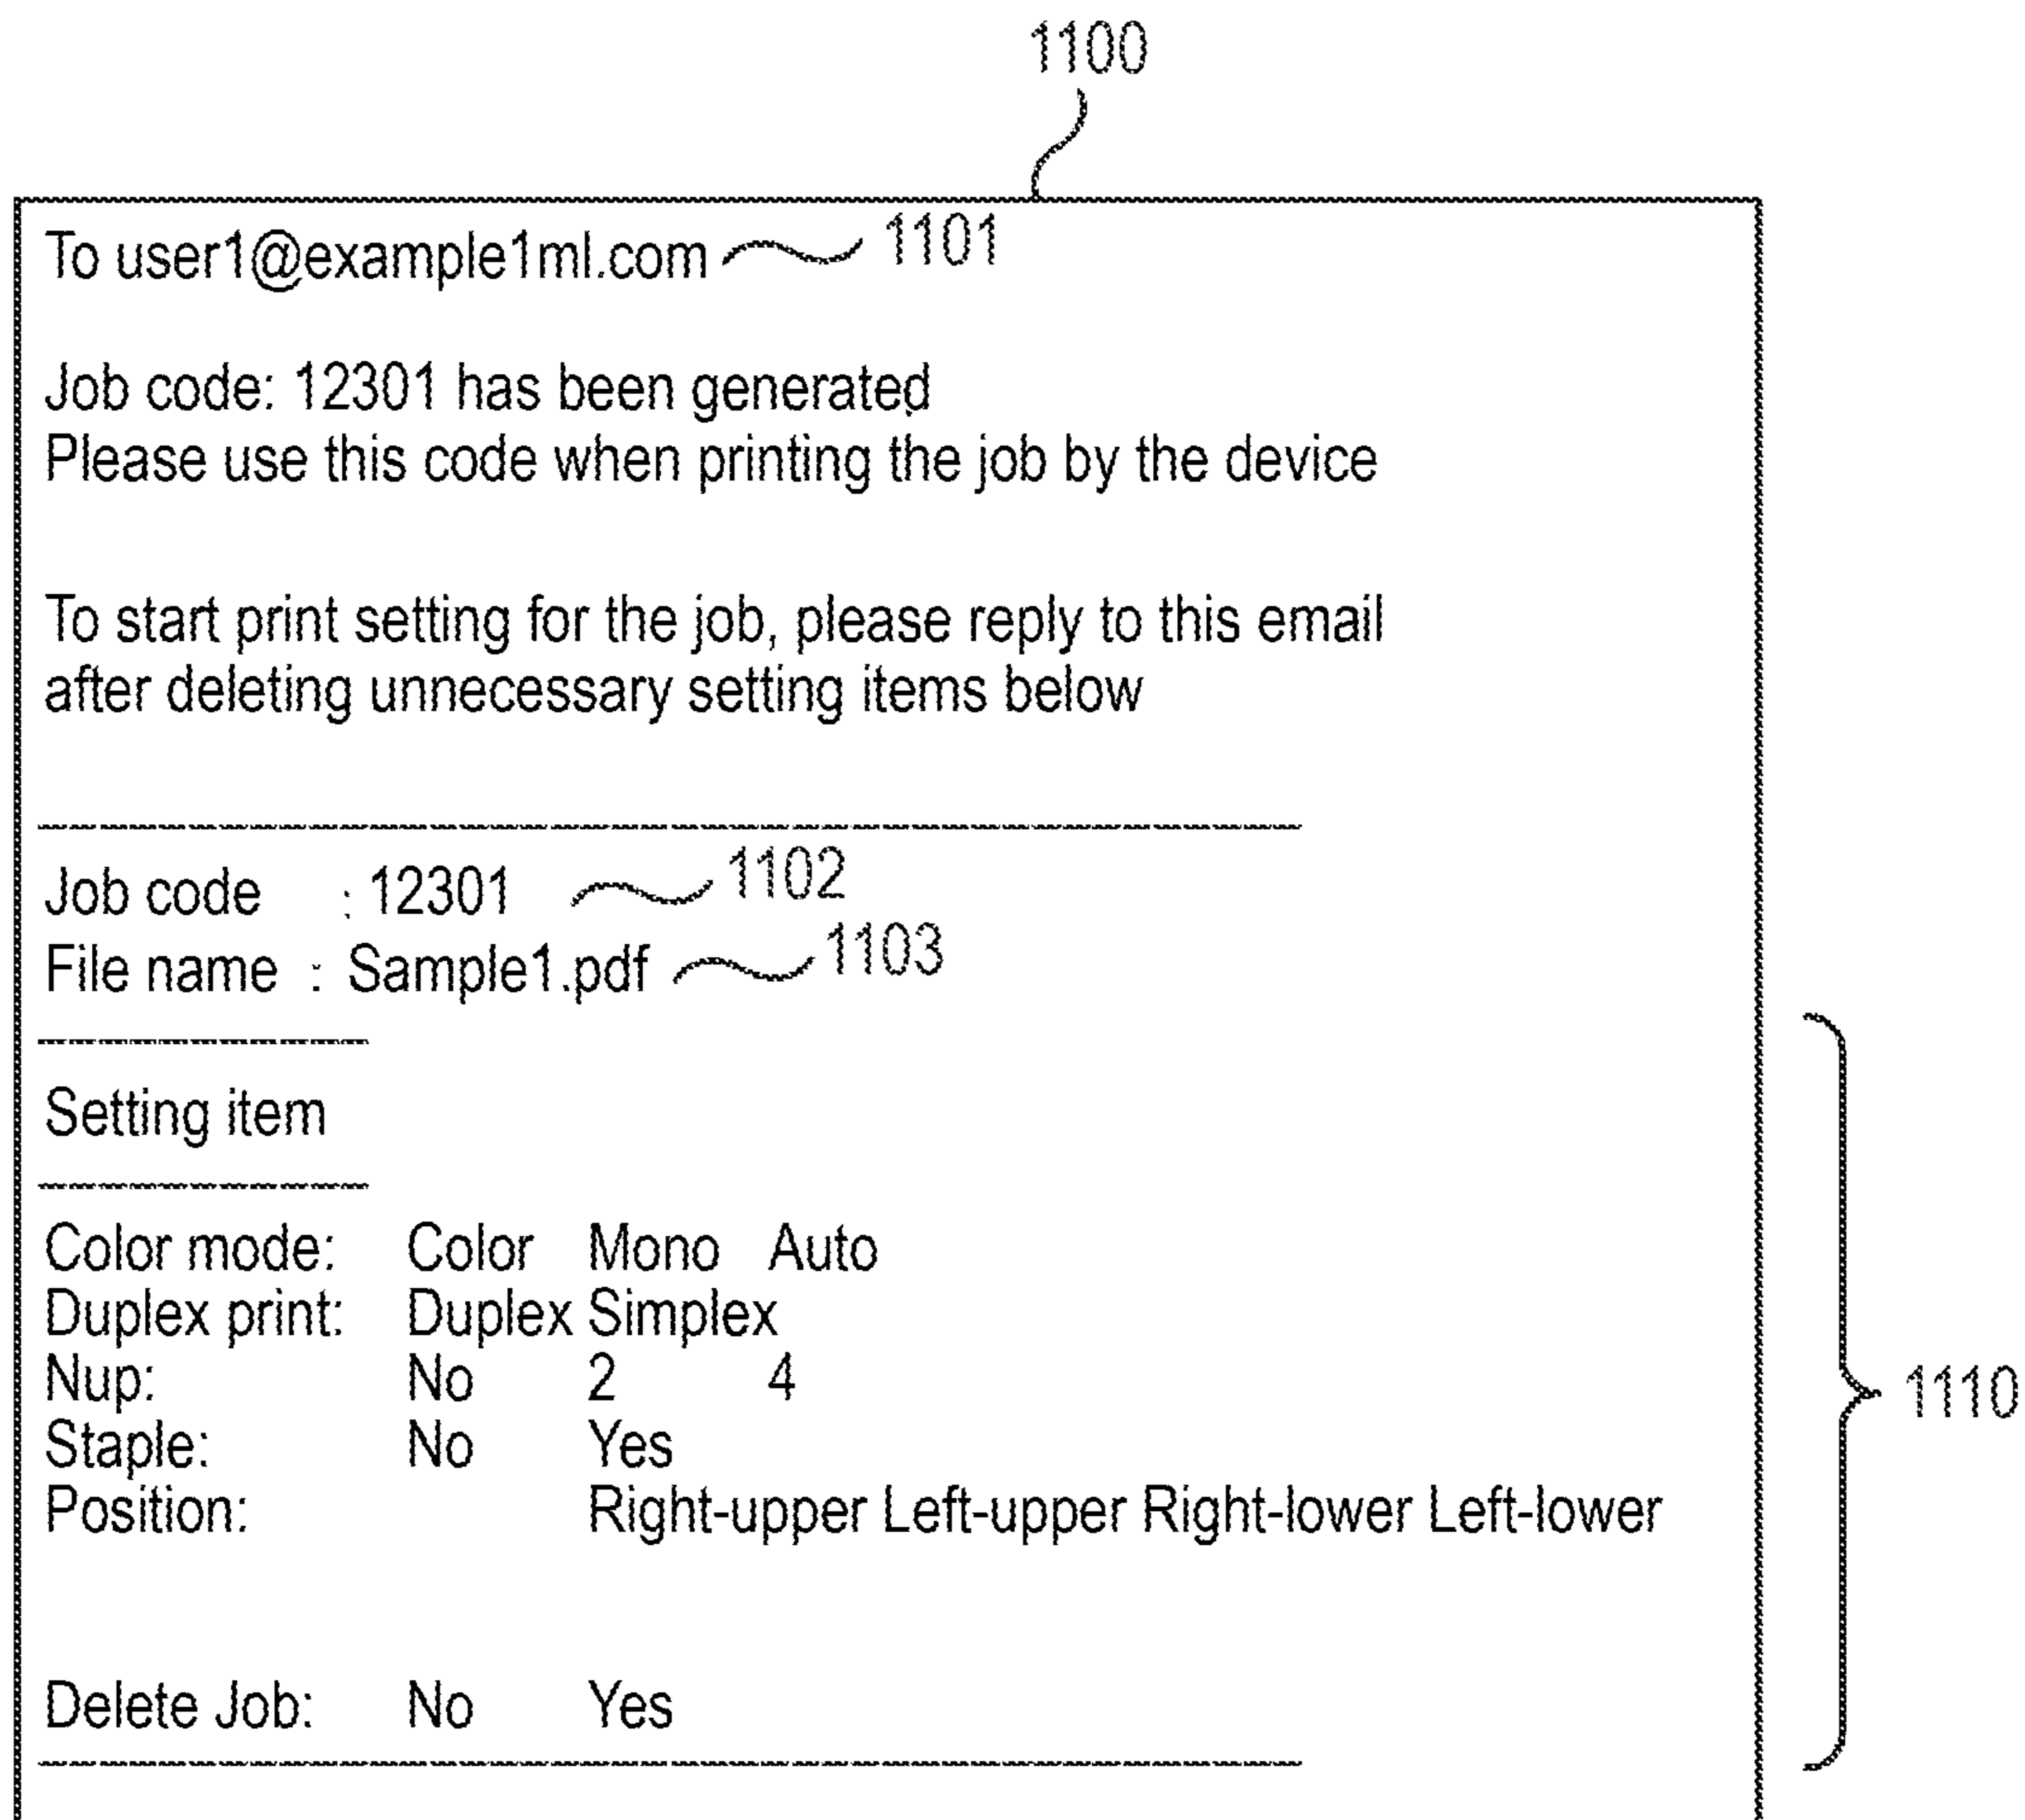 1100
To user1@example1ml.com 1101
Job code: 12301 has been generated
Please use this code when printing the job by the device
To start print setting for the job, please reply to this email
after deleting unnecessary setting items below
Job code : 12301 1102
File name : Sample1.pdf 1103
Setting item
Color mode: Color Mono Auto
Duplex print: Duplex Simplex
Nup: No 2 4
1110
Staple: No Yes
Position: Right-upper Left-upper Right-lower Left-lower
Delete Job: No Yes